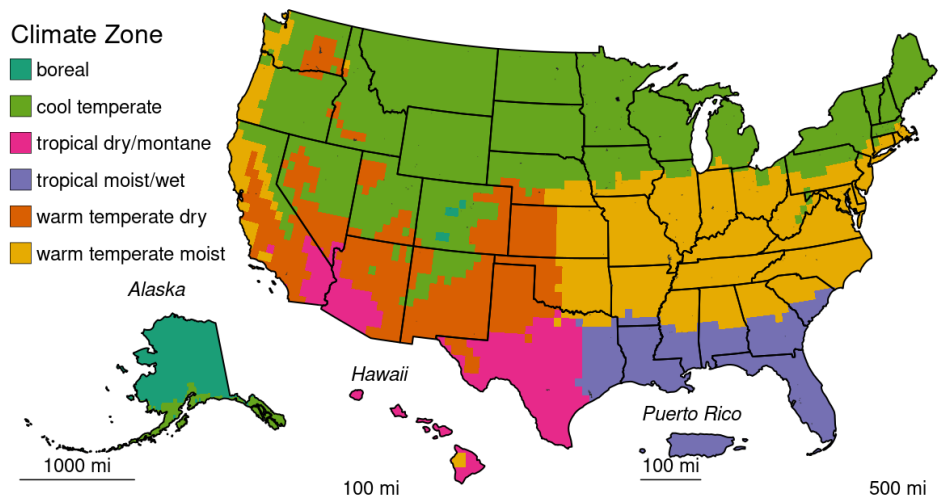 Climate Zone
boreal
cool temperate
tropical dry/montane
tropical moist/wet
warm temperate dry
warm temperate moist
Alaska
Hawaii
Puerto Rico
1000 mi
100 mi
100 mi
500 mi